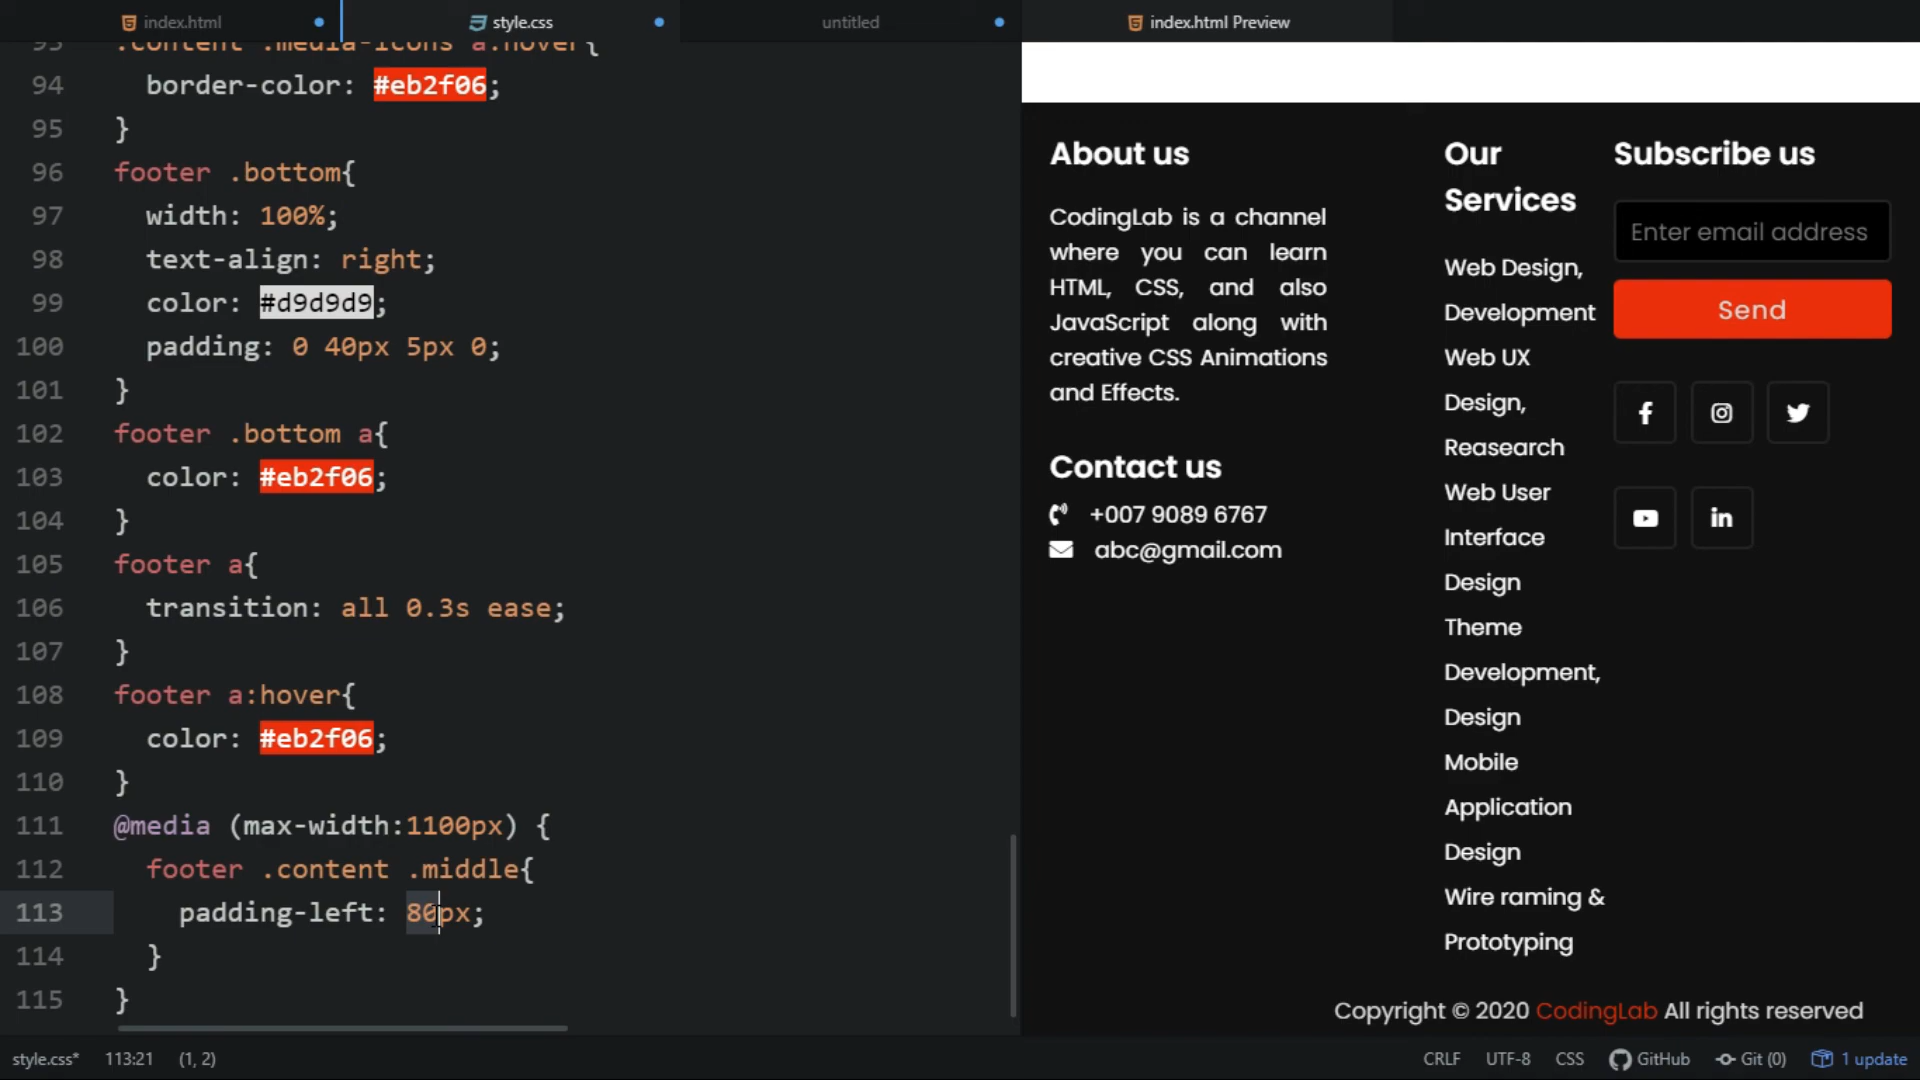 index.html
style.css
untitled
index.html Preview
93 .content .media-icons a:hover{
94 border-color: #eb2f06;
95 }
96 footer .bottom{
97 width: 100%;
98 text-align: right;
99 color: #d9d9d9;
100 padding: 0 40px 5px 0;
101 }
102 footer .bottom a{
103 color: #eb2f06;
104 }
105 footer a{
106 transition: all 0.3s ease;
107 }
108 footer a:hover{
109 color: #eb2f06;
110 }
111 @media (max-width:1100px) {
112 footer .content .middle{
113 padding-left: 80px;
114 }
115 }
About us
CodingLab is a channel
where you can learn
HTML, CSS, and also
JavaScript along with
creative CSS Animations
and Effects.
Contact us
+007 9089 6767
abc@gmail.com
Our
Services
Web Design,
Development
Web UX
Design,
Reasearch
Web User
Interface
Design
Theme
Development,
Design
Mobile
Application
Design
Wire raming &
Prototyping
Subscribe us
Enter email address
Send
Copyright © 2020 CodingLab All rights reserved
style.css* 113:21 (1, 2)
CRLF UTF-8 CSS GitHub Git (0) 1 update